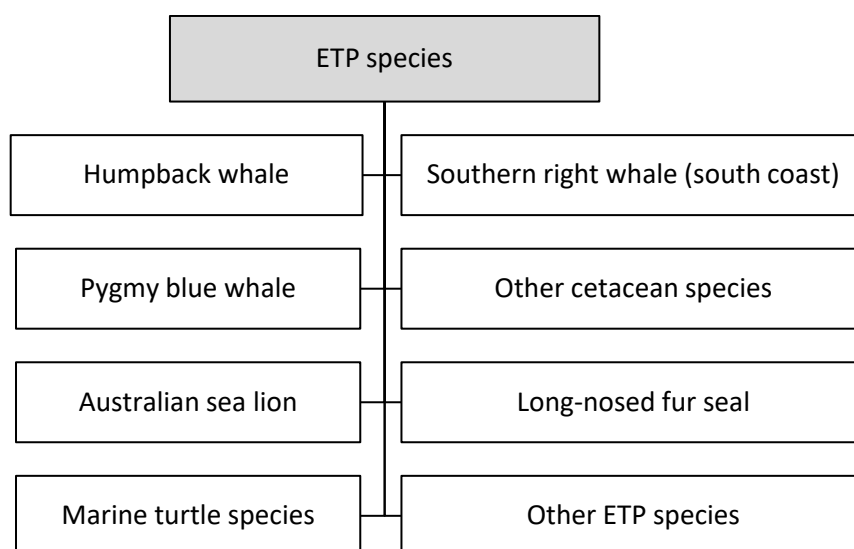 ETP species
Humpback whale
Southern right whale (south coast)
Pygmy blue whale
Other cetacean species
Australian sea lion
Long-nosed fur seal
Marine turtle species
Other ETP species